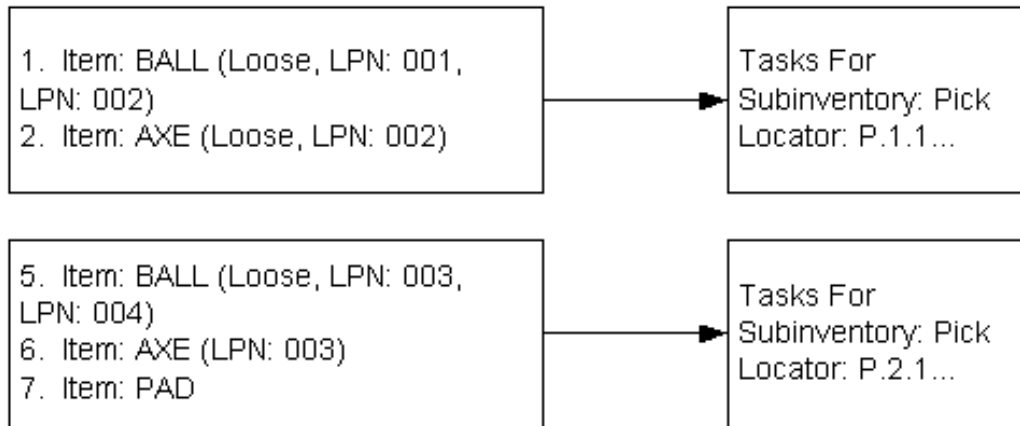 1. Item: BALL (Loose, LPN: 001,
LPN: 002)
2. Item: AXE (Loose, LPN: 002)
Tasks For
Subinventory: Pick
Locator: P.1.1...
5. Item: BALL (Loose, LPN: 003,
LPN: 004)
6. Item: AXE (LPN: 003)
7. Item: PAD
Tasks For
Subinventory: Pick
Locator: P.2.1...